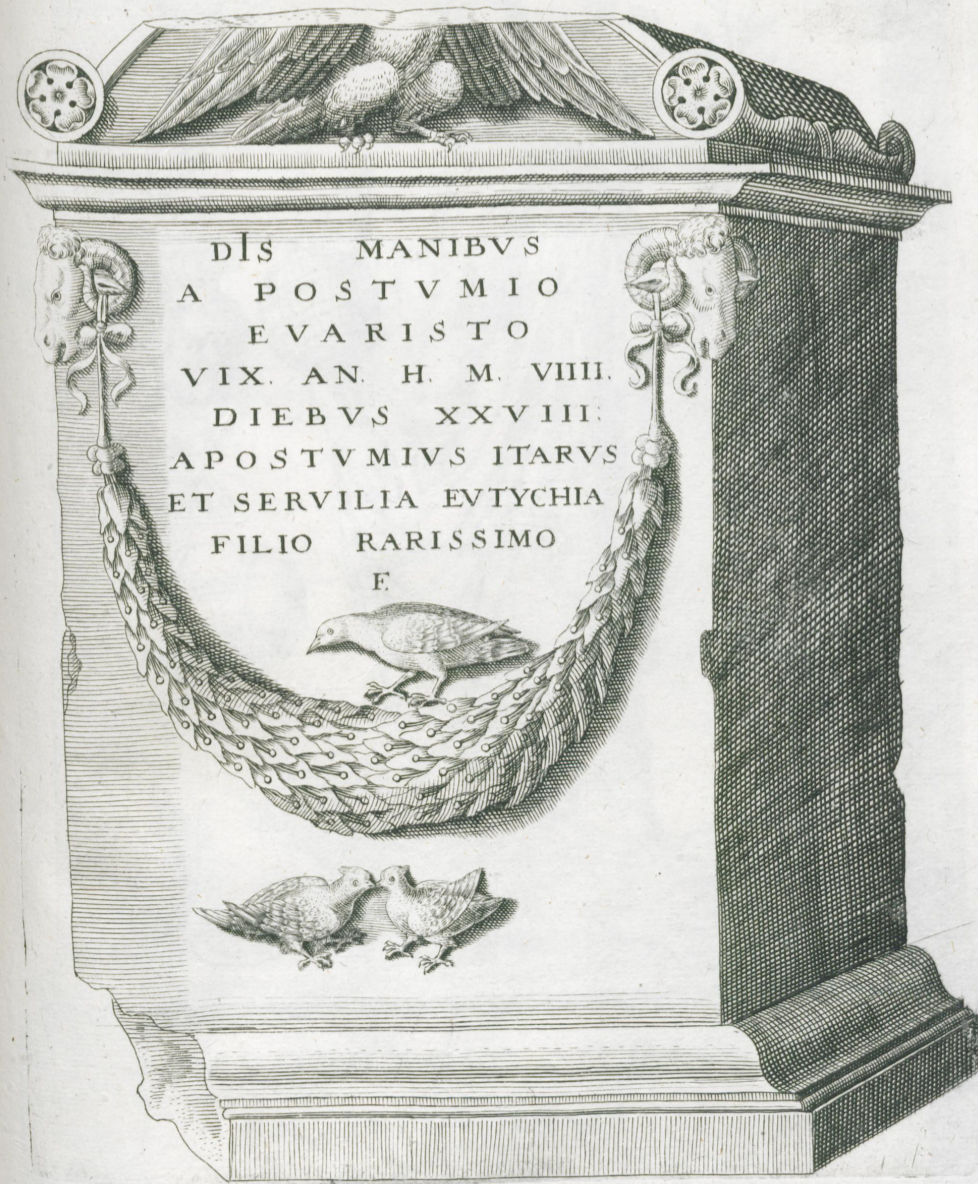 DIS MANIBVS
A POSTVMIO
EVARISTO
VIX. AN. H. M. VIIII.
DIEBVS XXVIII:
APOSTVMIVS ITARVS
ET SERVILIA EVTYCHIA
FILIO RARISSIMO
F.